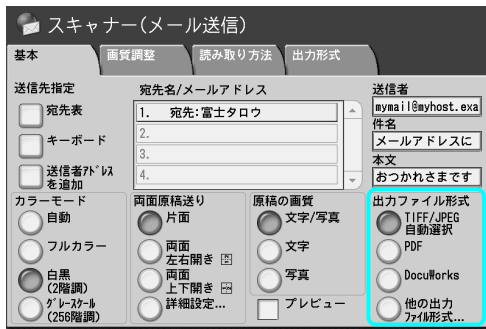 スキャナー(メール送信)
基本
画質調整
読み取り方法
出力形式
送信先指定
宛先表
キーボード
送信者ｱﾄﾞﾚｽ
を追加
宛先名/メールアドレス
1. 宛先:富士タロウ
2.
3.
4.
送信者
mymail@myhost.exa
件名
メールアドレスに
本文
おつかれさまです
カラーモード
自動
フルカラー
白黒
(2階調)
ｸﾞﾚｰｽｹｰﾙ
(256階調)
両面原稿送り
片面
両面
左右開き
両面
上下開き
詳細設定...
原稿の画質
文字/写真
文字
写真
プレビュー
出力ファイル形式
TIFF/JPEG
自動選択
PDF
DocuWorks
他の出力
ﾌｧｲﾙ形式...